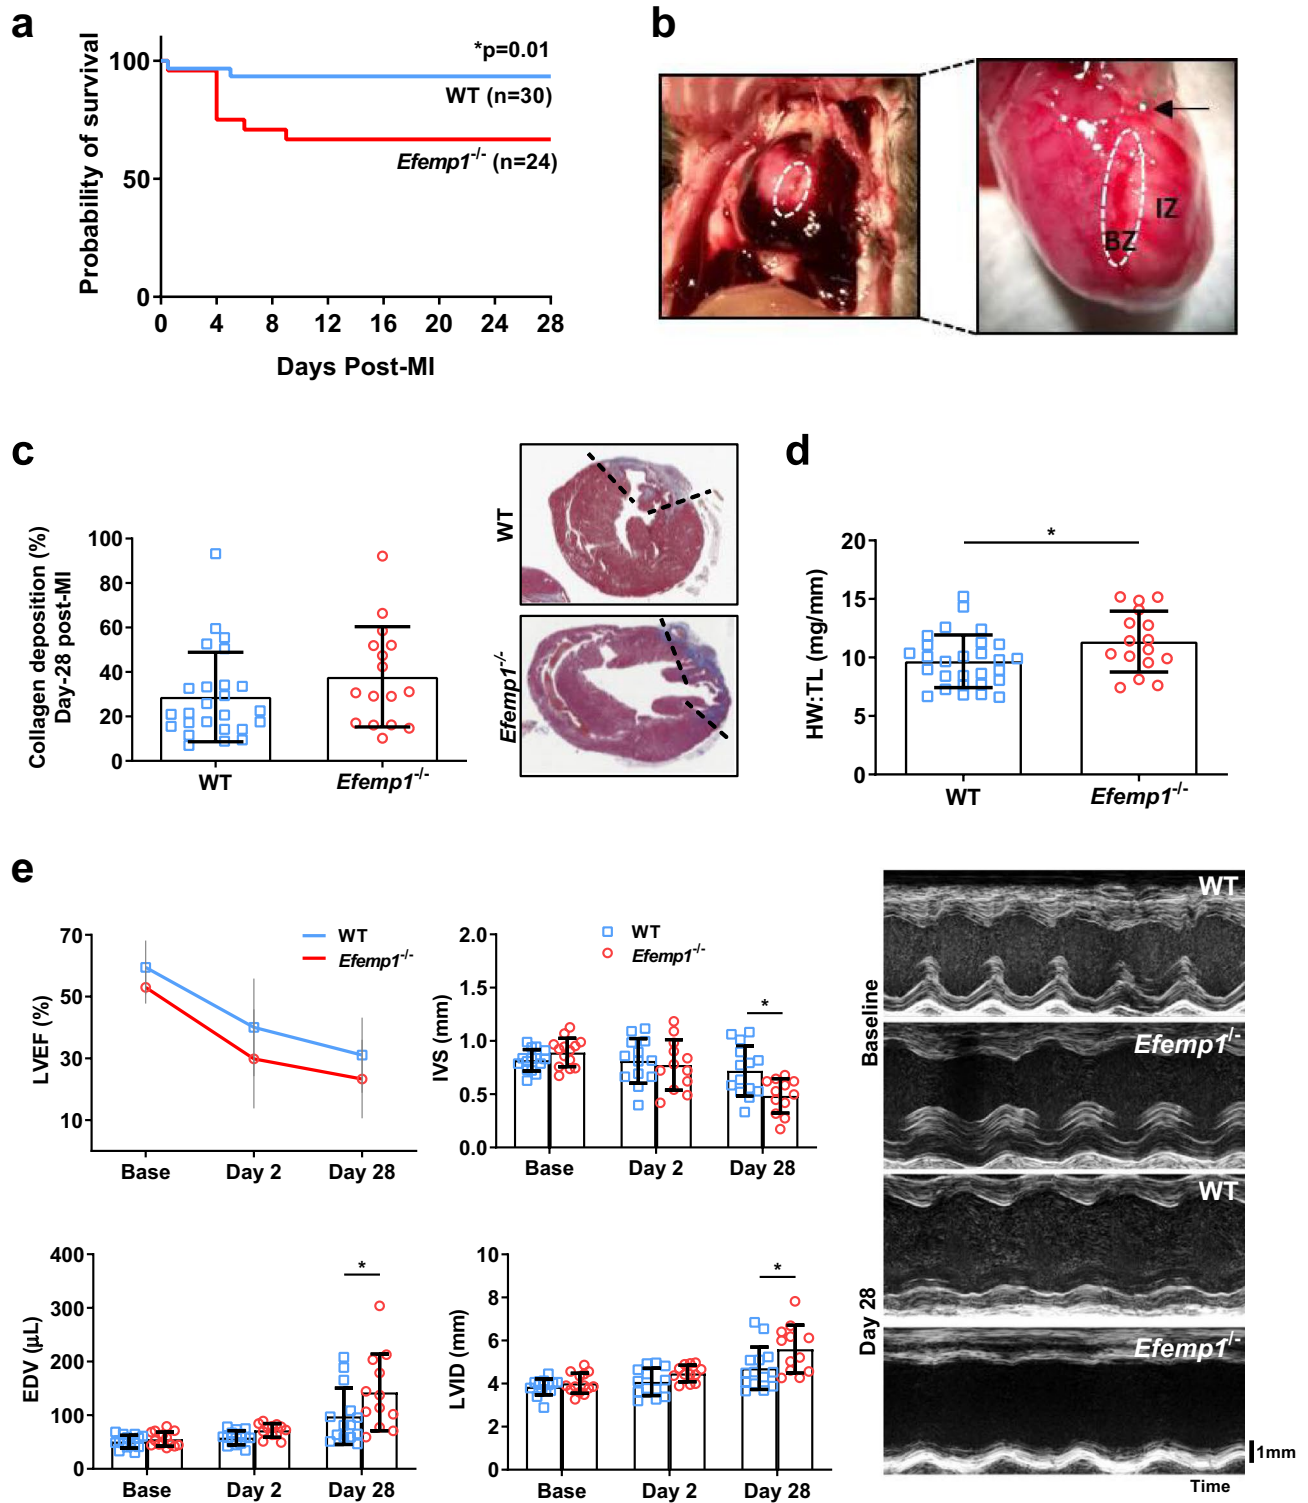 a
Probability of survival
100
50
0
*p=0.01
WT (n=30)
Efemp1-/- (n=24)
0 4 8 12 16 20 24 28
Days Post-MI
b
IZ
BZ
c
Collagen deposition (%)
Day-28 post-MI
100
80
60
40
20
0
WT Efemp1-/-
WT
Efemp1-/-
d
HW:TL (mg/mm)
20
15
10
5
0
*
WT Efemp1-/-
e
LVEF (%)
70
50
30
10
WT
Efemp1-/-
Base Day 2 Day 28
IVS (mm)
2.0
1.5
1.0
0.5
0.0
WT
Efemp1-/-
*
Base Day 2 Day 28
EDV (µL)
400
300
200
100
0
*
Base Day 2 Day 28
LVID (mm)
10
8
6
4
2
0
*
Base Day 2 Day 28
Baseline
WT
Efemp1-/-
Day 28
WT
Efemp1-/-
1mm
Time